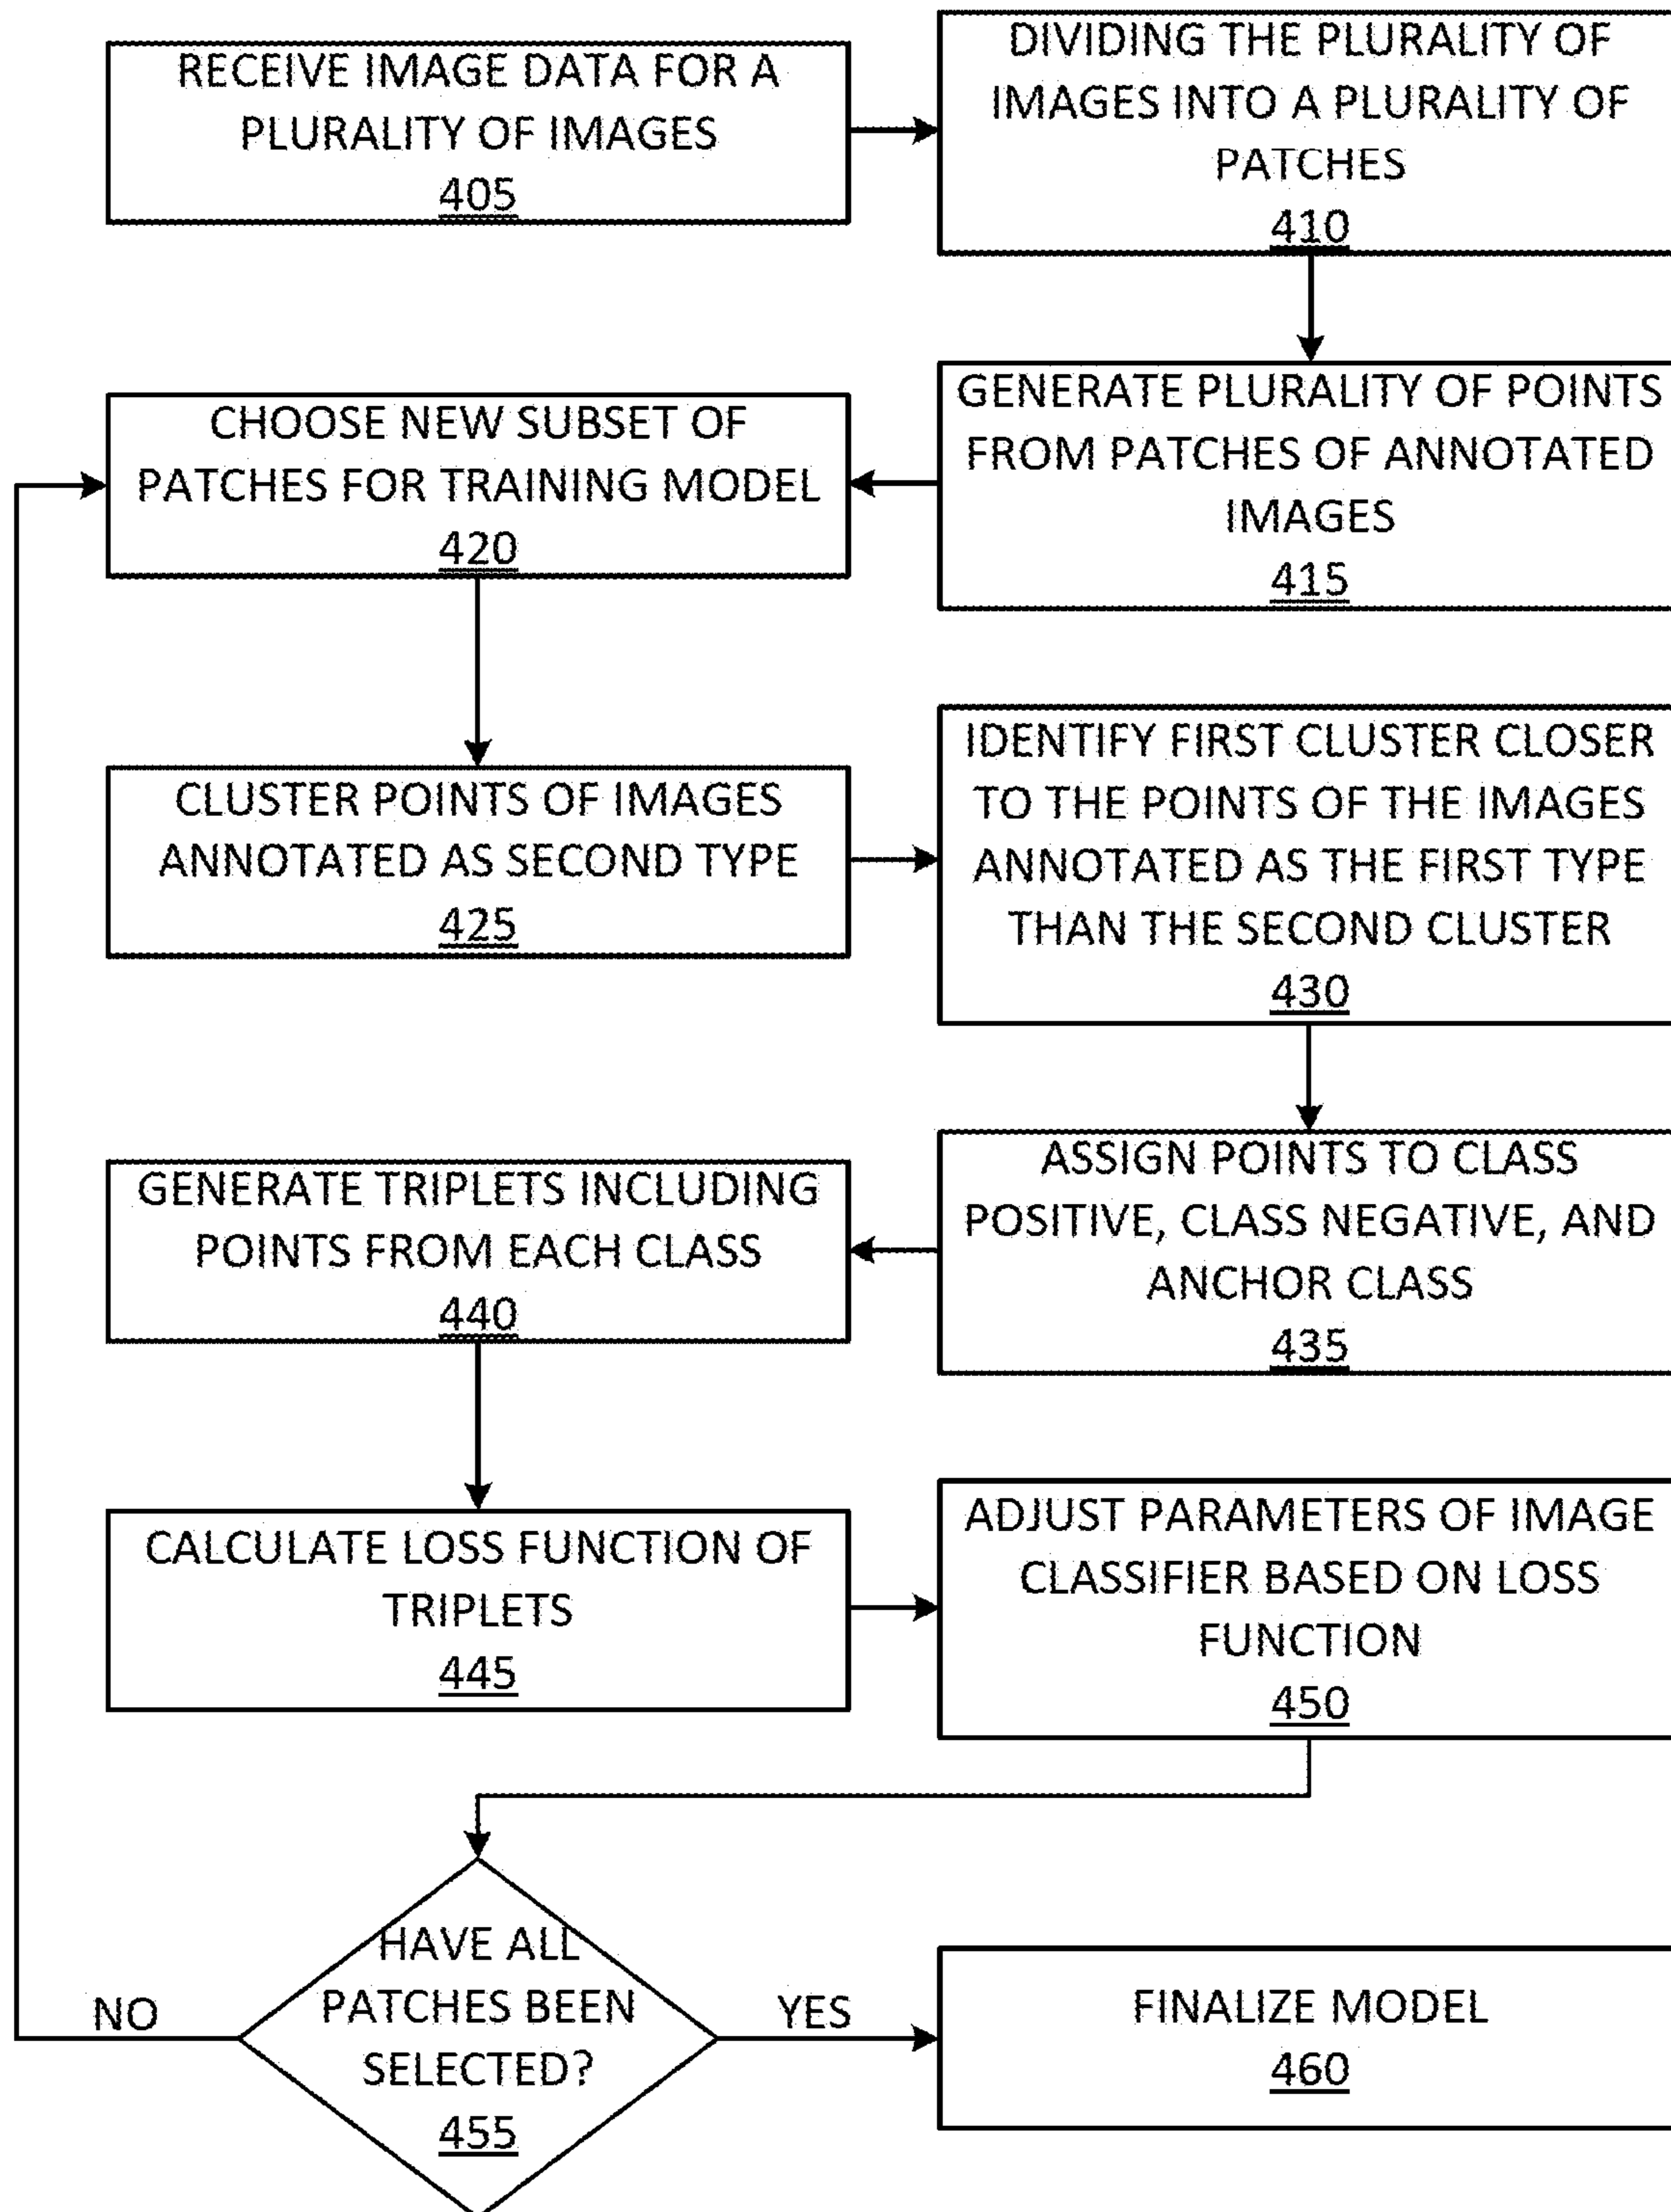 RECEIVE IMAGE DATA FOR A
PLURALITY OF IMAGES
405
DIVIDING THE PLURALITY OF
IMAGES INTO A PLURALITY OF
PATCHES
410
GENERATE PLURALITY OF POINTS
FROM PATCHES OF ANNOTATED
IMAGES
415
CHOOSE NEW SUBSET OF
PATCHES FOR TRAINING MODEL
420
CLUSTER POINTS OF IMAGES
ANNOTATED AS SECOND TYPE
425
IDENTIFY FIRST CLUSTER CLOSER
TO THE POINTS OF THE IMAGES
ANNOTATED AS THE FIRST TYPE
THAN THE SECOND CLUSTER
430
ASSIGN POINTS TO CLASS
POSITIVE, CLASS NEGATIVE, AND
ANCHOR CLASS
435
GENERATE TRIPLETS INCLUDING
POINTS FROM EACH CLASS
440
CALCULATE LOSS FUNCTION OF
TRIPLETS
445
ADJUST PARAMETERS OF IMAGE
CLASSIFIER BASED ON LOSS
FUNCTION
450
HAVE ALL
PATCHES BEEN
SELECTED?
455
NO
YES
FINALIZE MODEL
460